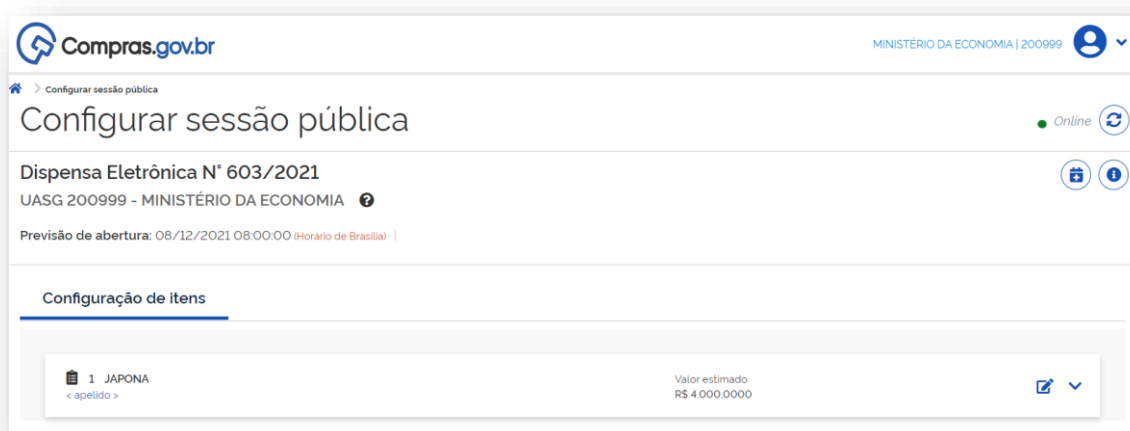 Compras.gov.br
MINISTÉRIO DA ECONOMIA | 200999
Configurar sessão pública
Configurar sessão pública
Online
Dispensa Eletrônica N° 603/2021
UASG 200999 - MINISTÉRIO DA ECONOMIA
Previsão de abertura: 08/12/2021 08:00:00 (Horário de Brasília)
Configuração de itens
1 JAPONA
< apelido >
Valor estimado
R$ 4.000,0000